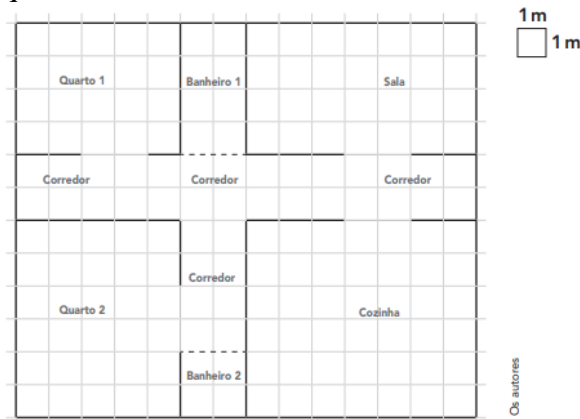 1 m
1 m
Quarto 1
Banheiro 1
Sala
Corredor
Corredor
Corredor
Corredor
Quarto 2
Cozinha
Banheiro 2
Os autores